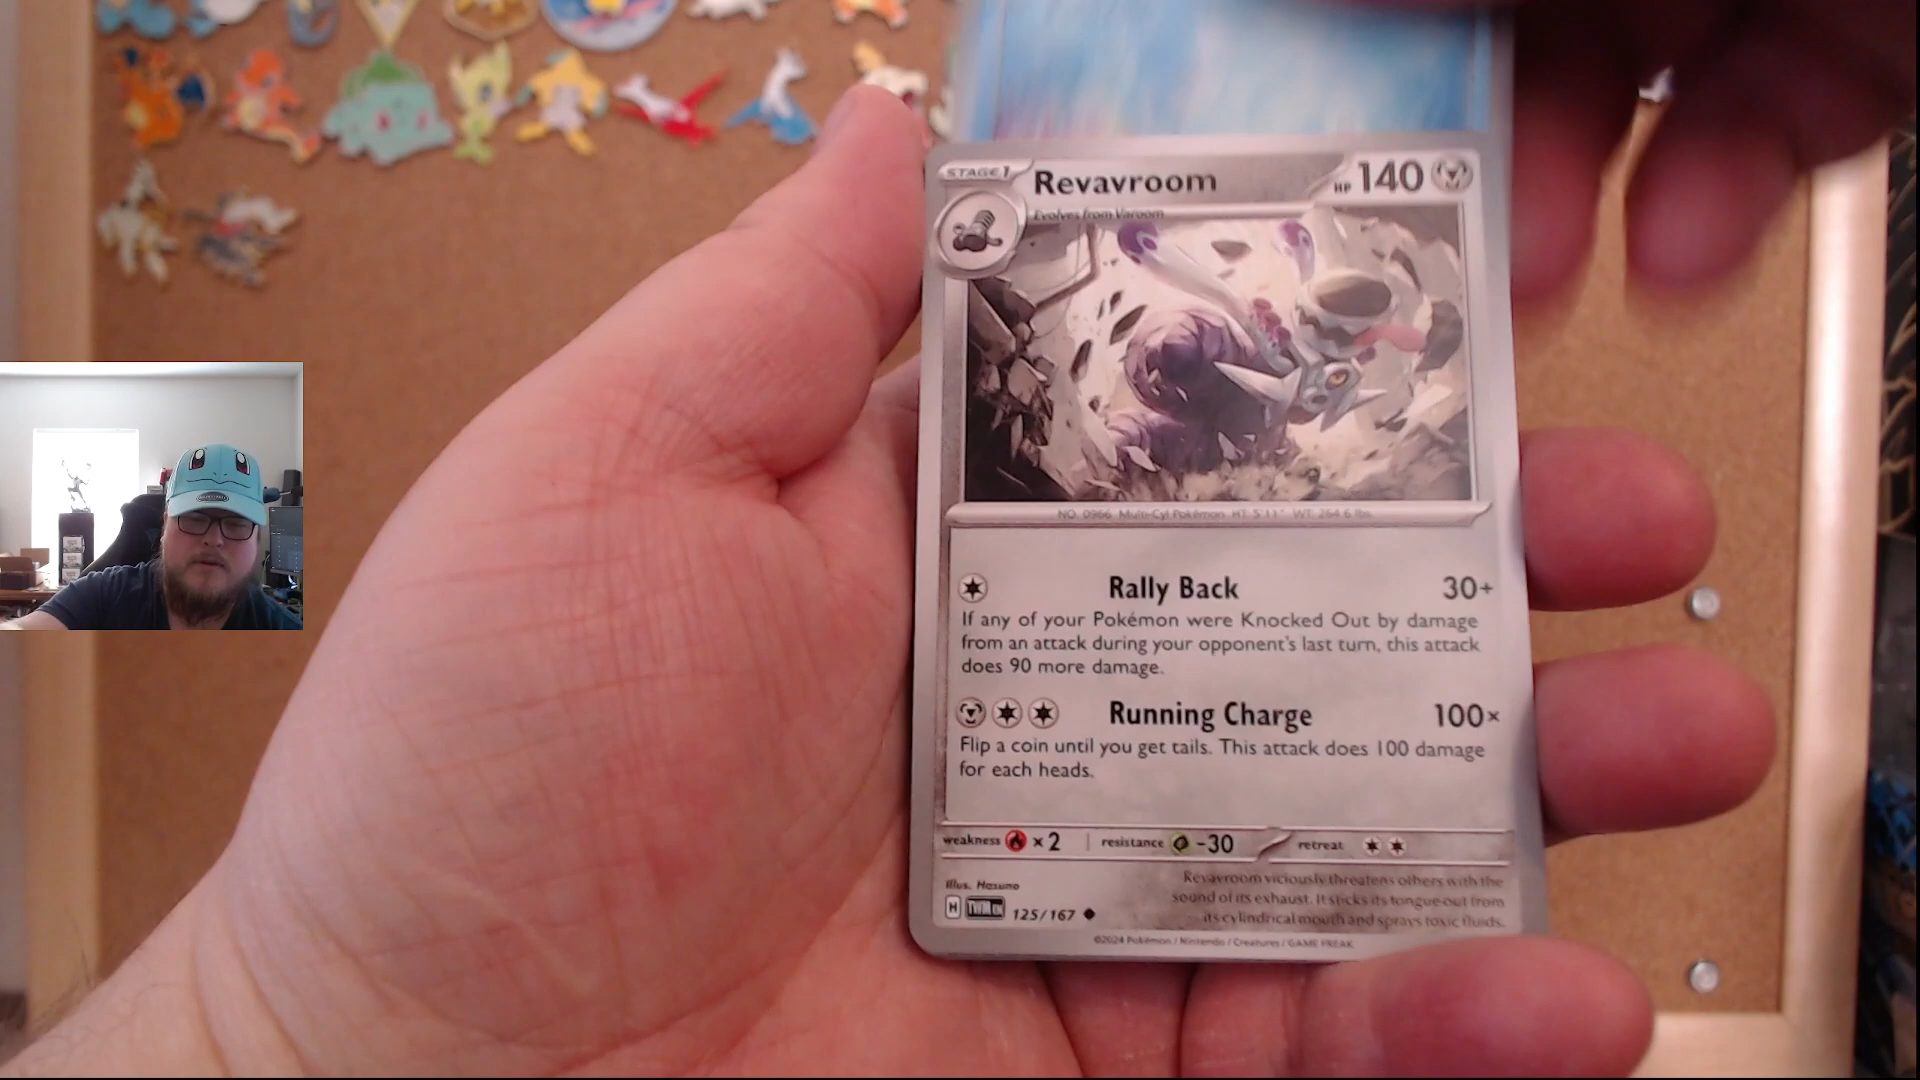 STAGE 1 Revavroom HP 140
Evolves from Varoom
NO. 0966 Multi-Cyl Pokémon HT: 5'11" WT: 264.6 lbs.
Rally Back 30+
If any of your Pokémon were Knocked Out by damage
from an attack during your opponent's last turn, this attack
does 90 more damage.
Running Charge 100×
Flip a coin until you get tails. This attack does 100 damage
for each heads.
weakness ×2 resistance -30 retreat
Illus. Hasuno
Revavroom viciously threatens others with the
sound of its exhaust. It sticks its tongue out from
its cylindrical mouth and sprays toxic fluids.
H TWM EN 125/167
©2024 Pokémon / Nintendo / Creatures / GAME FREAK